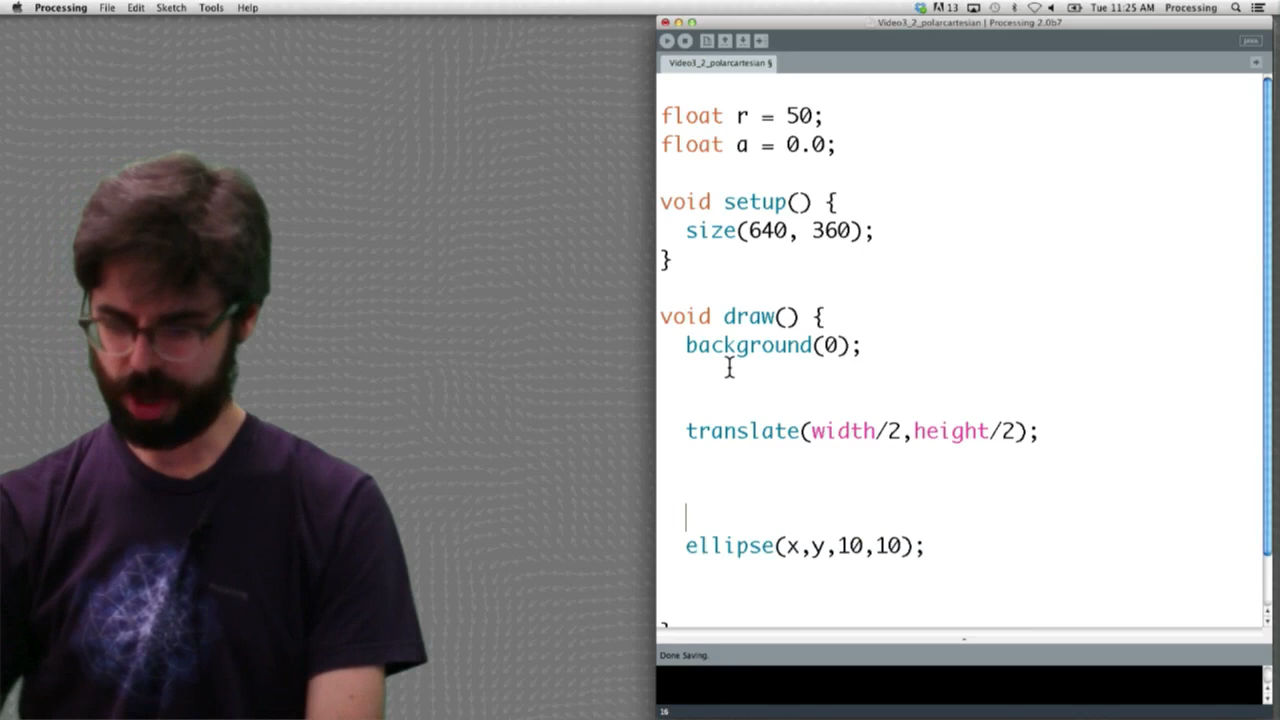 Processing File Edit Sketch Tools Help 13 Tue 11:25 AM Processing
Video3_2_polarcartesian | Processing 2.0b7
Video3_2_polarcartesian §
float r = 50;
float a = 0.0;
void setup() {
size(640, 360);
}
void draw() {
background(0);
translate(width/2,height/2);
ellipse(x,y,10,10);
}
Done Saving.
16